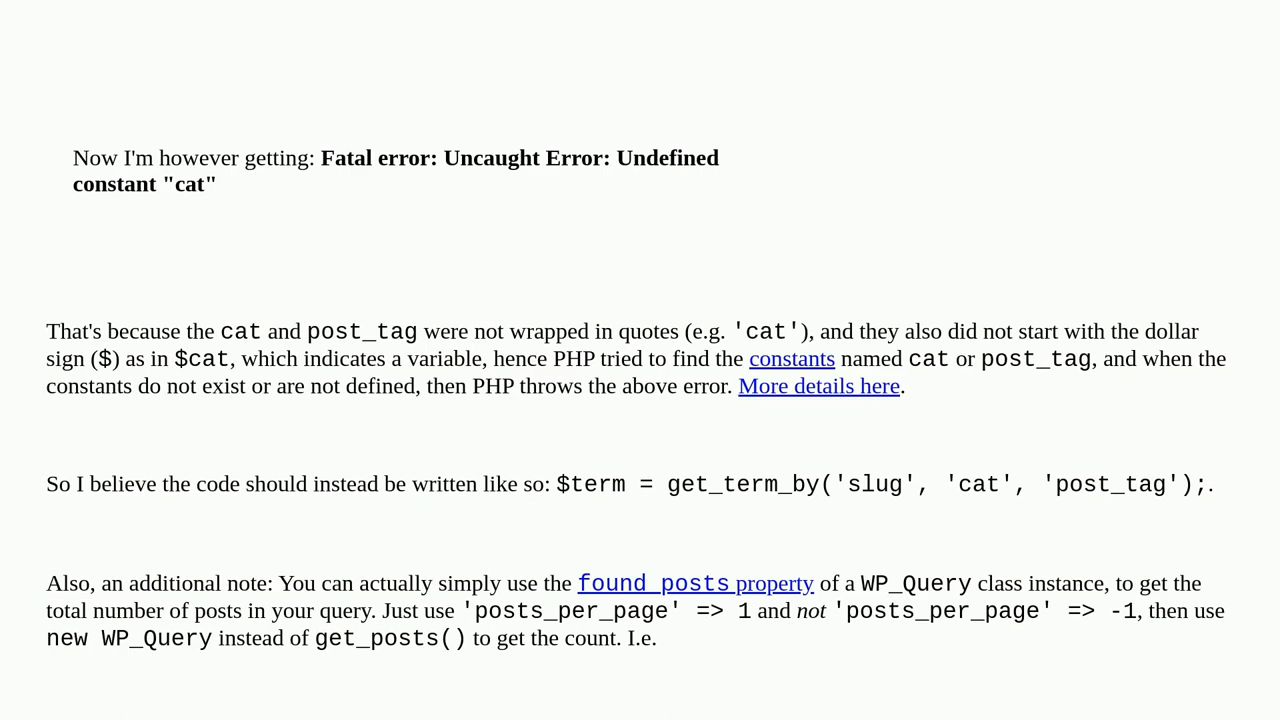 Now I'm however getting: Fatal error: Uncaught Error: Undefined
constant "cat"
That's because the cat and post_tag were not wrapped in quotes (e.g. 'cat'), and they also did not start with the dollar
sign ($) as in $cat, which indicates a variable, hence PHP tried to find the constants named cat or post_tag, and when the
constants do not exist or are not defined, then PHP throws the above error. More details here.
So I believe the code should instead be written like so: $term = get_term_by('slug', 'cat', 'post_tag');.
Also, an additional note: You can actually simply use the found_posts property of a WP_Query class instance, to get the
total number of posts in your query. Just use 'posts_per_page' => 1 and not 'posts_per_page' => -1, then use
new WP_Query instead of get_posts() to get the count. I.e.